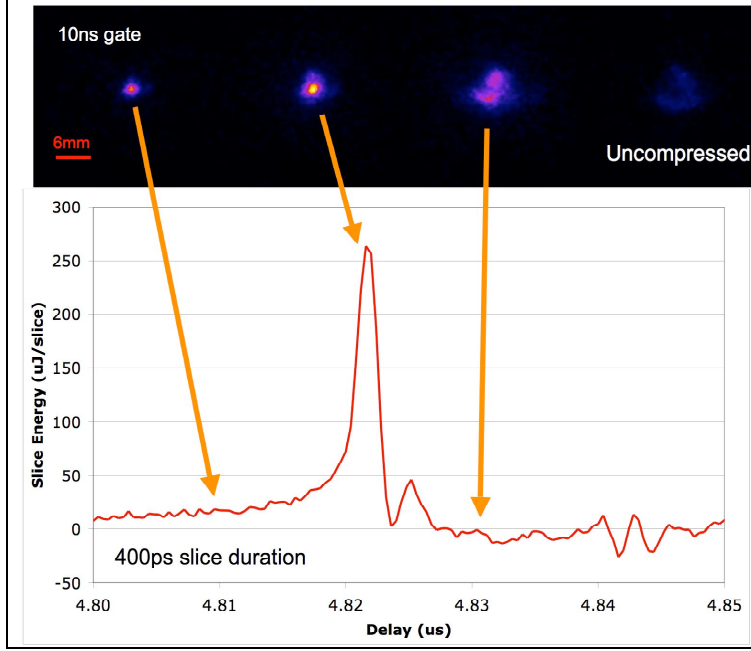 10ns gate
6mm
Uncompressed
300
250
200
150
100
50
0
−50
Slice Energy (uJ/slice)
400ps slice duration
4.80 4.81 4.82 4.83 4.84 4.85
Delay (us)